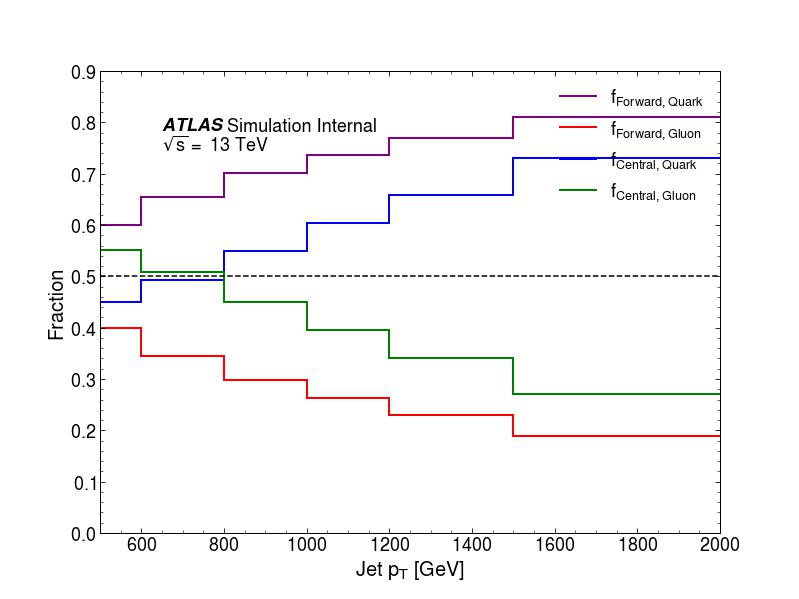 0.9
0.8
0.7
0.6
0.5
0.4
0.3
0.2
0.1
0.0
Fraction
ATLAS Simulation Internal
√s = 13 TeV
f_Forward, Quark
f_Forward, Gluon
f_Central, Quark
f_Central, Gluon
600 800 1000 1200 1400 1600 1800 2000
Jet p_T [GeV]